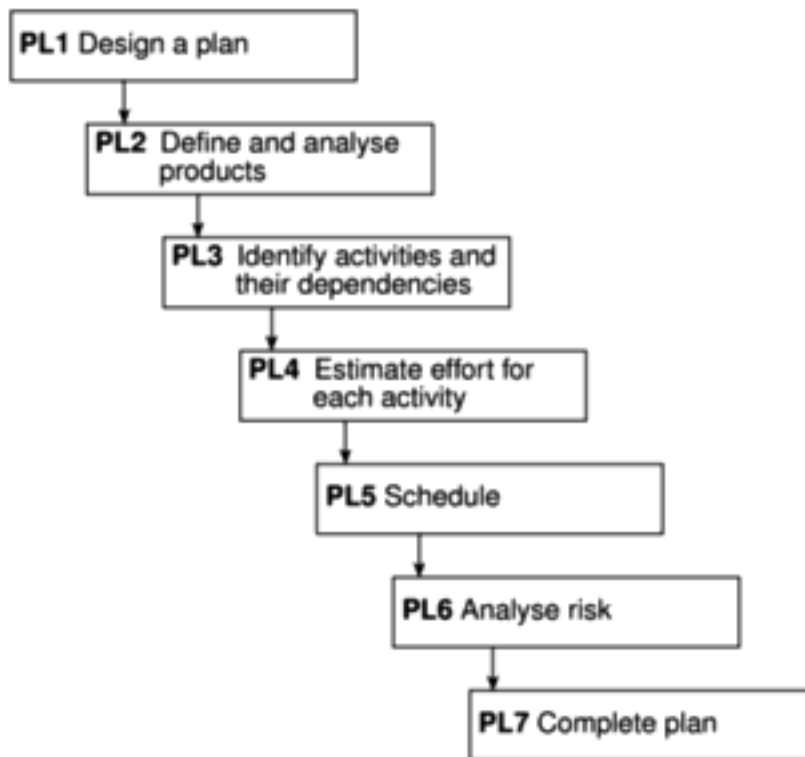 PL1 Design a plan
PL2 Define and analyse
products
PL3 Identify activities and
their dependencies
PL4 Estimate effort for
each activity
PL5 Schedule
PL6 Analyse risk
PL7 Complete plan